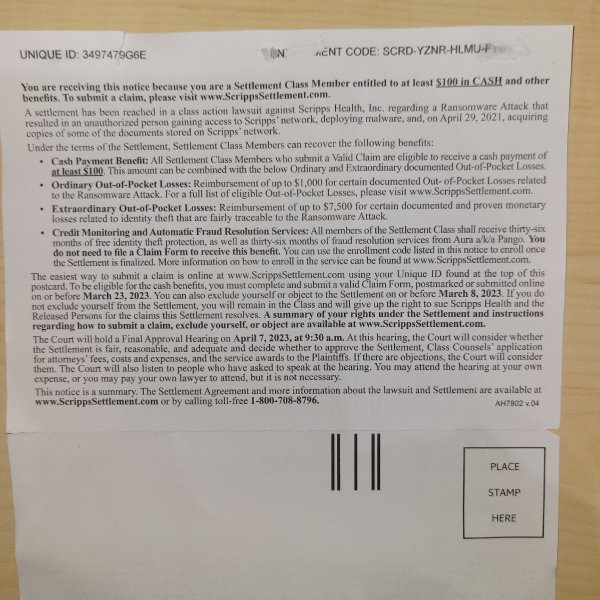 UNIQUE ID: 3497479G6E
ENT CODE: SCRD-YZNR-HLMU-F
You are receiving this notice because you are a Settlement Class Member entitled to at least $100 in CASH and other
benefits. To submit a claim, please visit www.ScrippsSettlement.com.
A settlement has been reached in a class action lawsuit against Scripps Health, Inc. regarding a Ransomware Attack that
resulted in an unauthorized person gaining access to Scripps' network, deploying malware, and, on April 29, 2021, acquiring
copies of some of the documents stored on Scripps' network.
Under the terms of the Settlement, Settlement Class Members can recover the following benefits:
• Cash Payment Benefit: All Settlement Class Members who submit a Valid Claim are eligible to receive a cash payment of
at least $100. This amount can be combined with the below Ordinary and Extraordinary documented Out-of-Pocket Losses.
• Ordinary Out-of-Pocket Losses: Reimbursement of up to $1,000 for certain documented Out- of-Pocket Losses related
to the Ransomware Attack. For a full list of eligible Out-of-Pocket Losses, please visit www.ScrippsSettlement.com.
• Extraordinary Out-of-Pocket Losses: Reimbursement of up to $7,500 for certain documented and proven monetary
losses related to identity theft that are fairly traceable to the Ransomware Attack.
• Credit Monitoring and Automatic Fraud Resolution Services: All members of the Settlement Class shall receive thirty-six
months of free identity theft protection, as well as thirty-six months of fraud resolution services from Aura a/k/a Pango. You
do not need to file a Claim Form to receive this benefit. You can use the enrollment code listed in this notice to enroll once
the Settlement is finalized. More information on how to enroll in the service can be found at www.ScrippsSettlement.com.
The easiest way to submit a claim is online at www.ScrippsSettlement.com using your Unique ID found at the top of this
postcard. To be eligible for the cash benefits, you must complete and submit a valid Claim Form, postmarked or submitted online
on or before March 23, 2023. You can also exclude yourself or object to the Settlement on or before March 8, 2023. If you do
not exclude yourself from the Settlement, you will remain in the Class and will give up the right to sue Scripps Health and the
Released Persons for the claims this Settlement resolves. A summary of your rights under the Settlement and instructions
regarding how to submit a claim, exclude yourself, or object are available at www.ScrippsSettlement.com.
The Court will hold a Final Approval Hearing on April 7, 2023, at 9:30 a.m. At this hearing, the Court will consider whether
the Settlement is fair, reasonable, and adequate and decide whether to approve the Settlement, Class Counsels' application
for attorneys' fees, costs and expenses, and the service awards to the Plaintiffs. If there are objections, the Court will consider
them. The Court will also listen to people who have asked to speak at the hearing. You may attend the hearing at your own
expense, or you may pay your own lawyer to attend, but it is not necessary.
This notice is a summary. The Settlement Agreement and more information about the lawsuit and Settlement are available at
www.ScrippsSettlement.com or by calling toll-free 1-800-708-8796.
AH7802 v.04
PLACE
STAMP
HERE